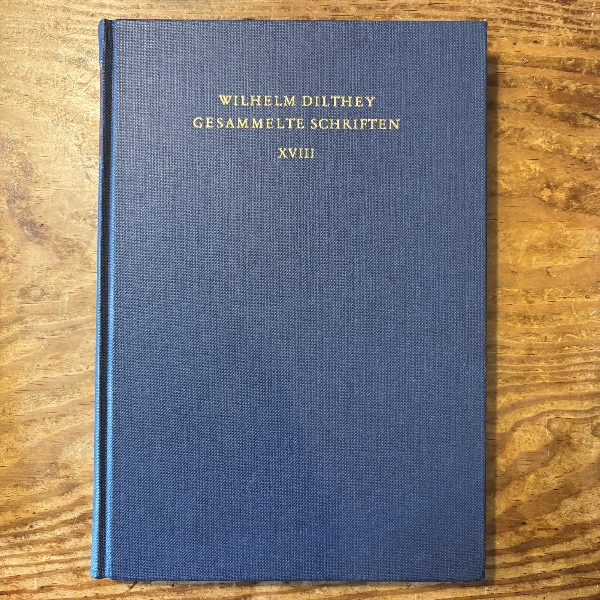 WILHELM DILTHEY
GESAMMELTE SCHRIFTEN
XVIII